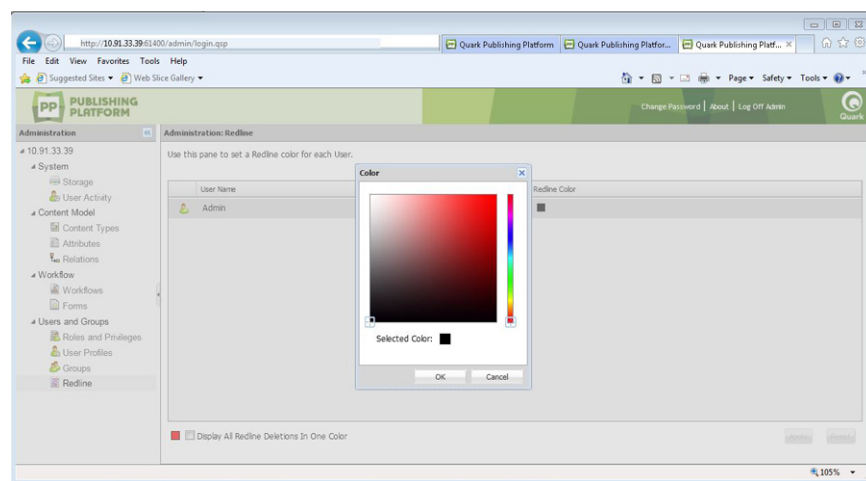 http://10.91.33.39:61400/admin/login.qsp
Quark Publishing Platform
Quark Publishing Platfor...
Quark Publishing Platf... ×
File Edit View Favorites Tools Help
Suggested Sites ▼ Web Slice Gallery ▼
Page ▼ Safety ▼ Tools ▼
PP PUBLISHING PLATFORM
Change Password | About | Log Off Admin
Quark
Administration
Administration: Redline
10.91.33.39
Use this pane to set a Redline color for each User.
System
Storage
User Activity
Content Model
Content Types
Attributes
Relations
Workflow
Workflows
Forms
Users and Groups
Roles and Privileges
User Profiles
Groups
Redline
User Name
Redline Color
Admin
Color
Selected Color:
OK Cancel
Display All Redline Deletions In One Color
Apply Revert
105% ▼